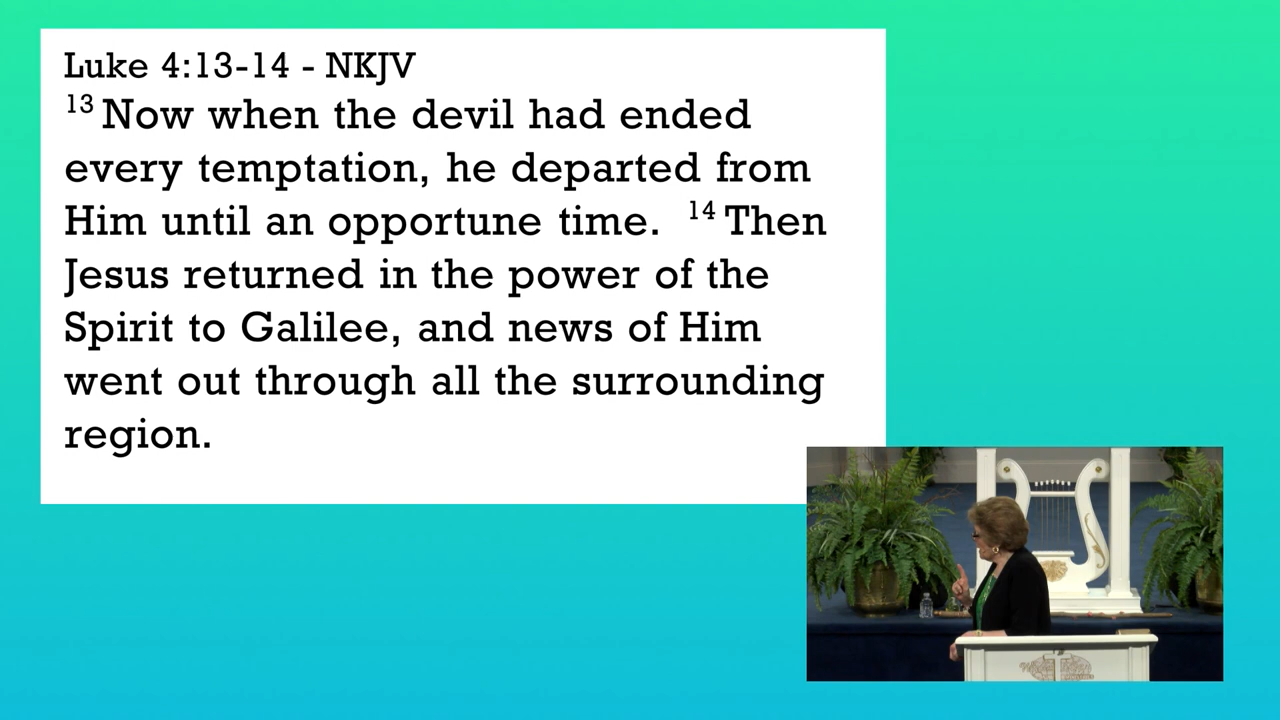 Luke 4:13-14 - NKJV
13 Now when the devil had ended
every temptation, he departed from
Him until an opportune time. 14 Then
Jesus returned in the power of the
Spirit to Galilee, and news of Him
went out through all the surrounding
region.